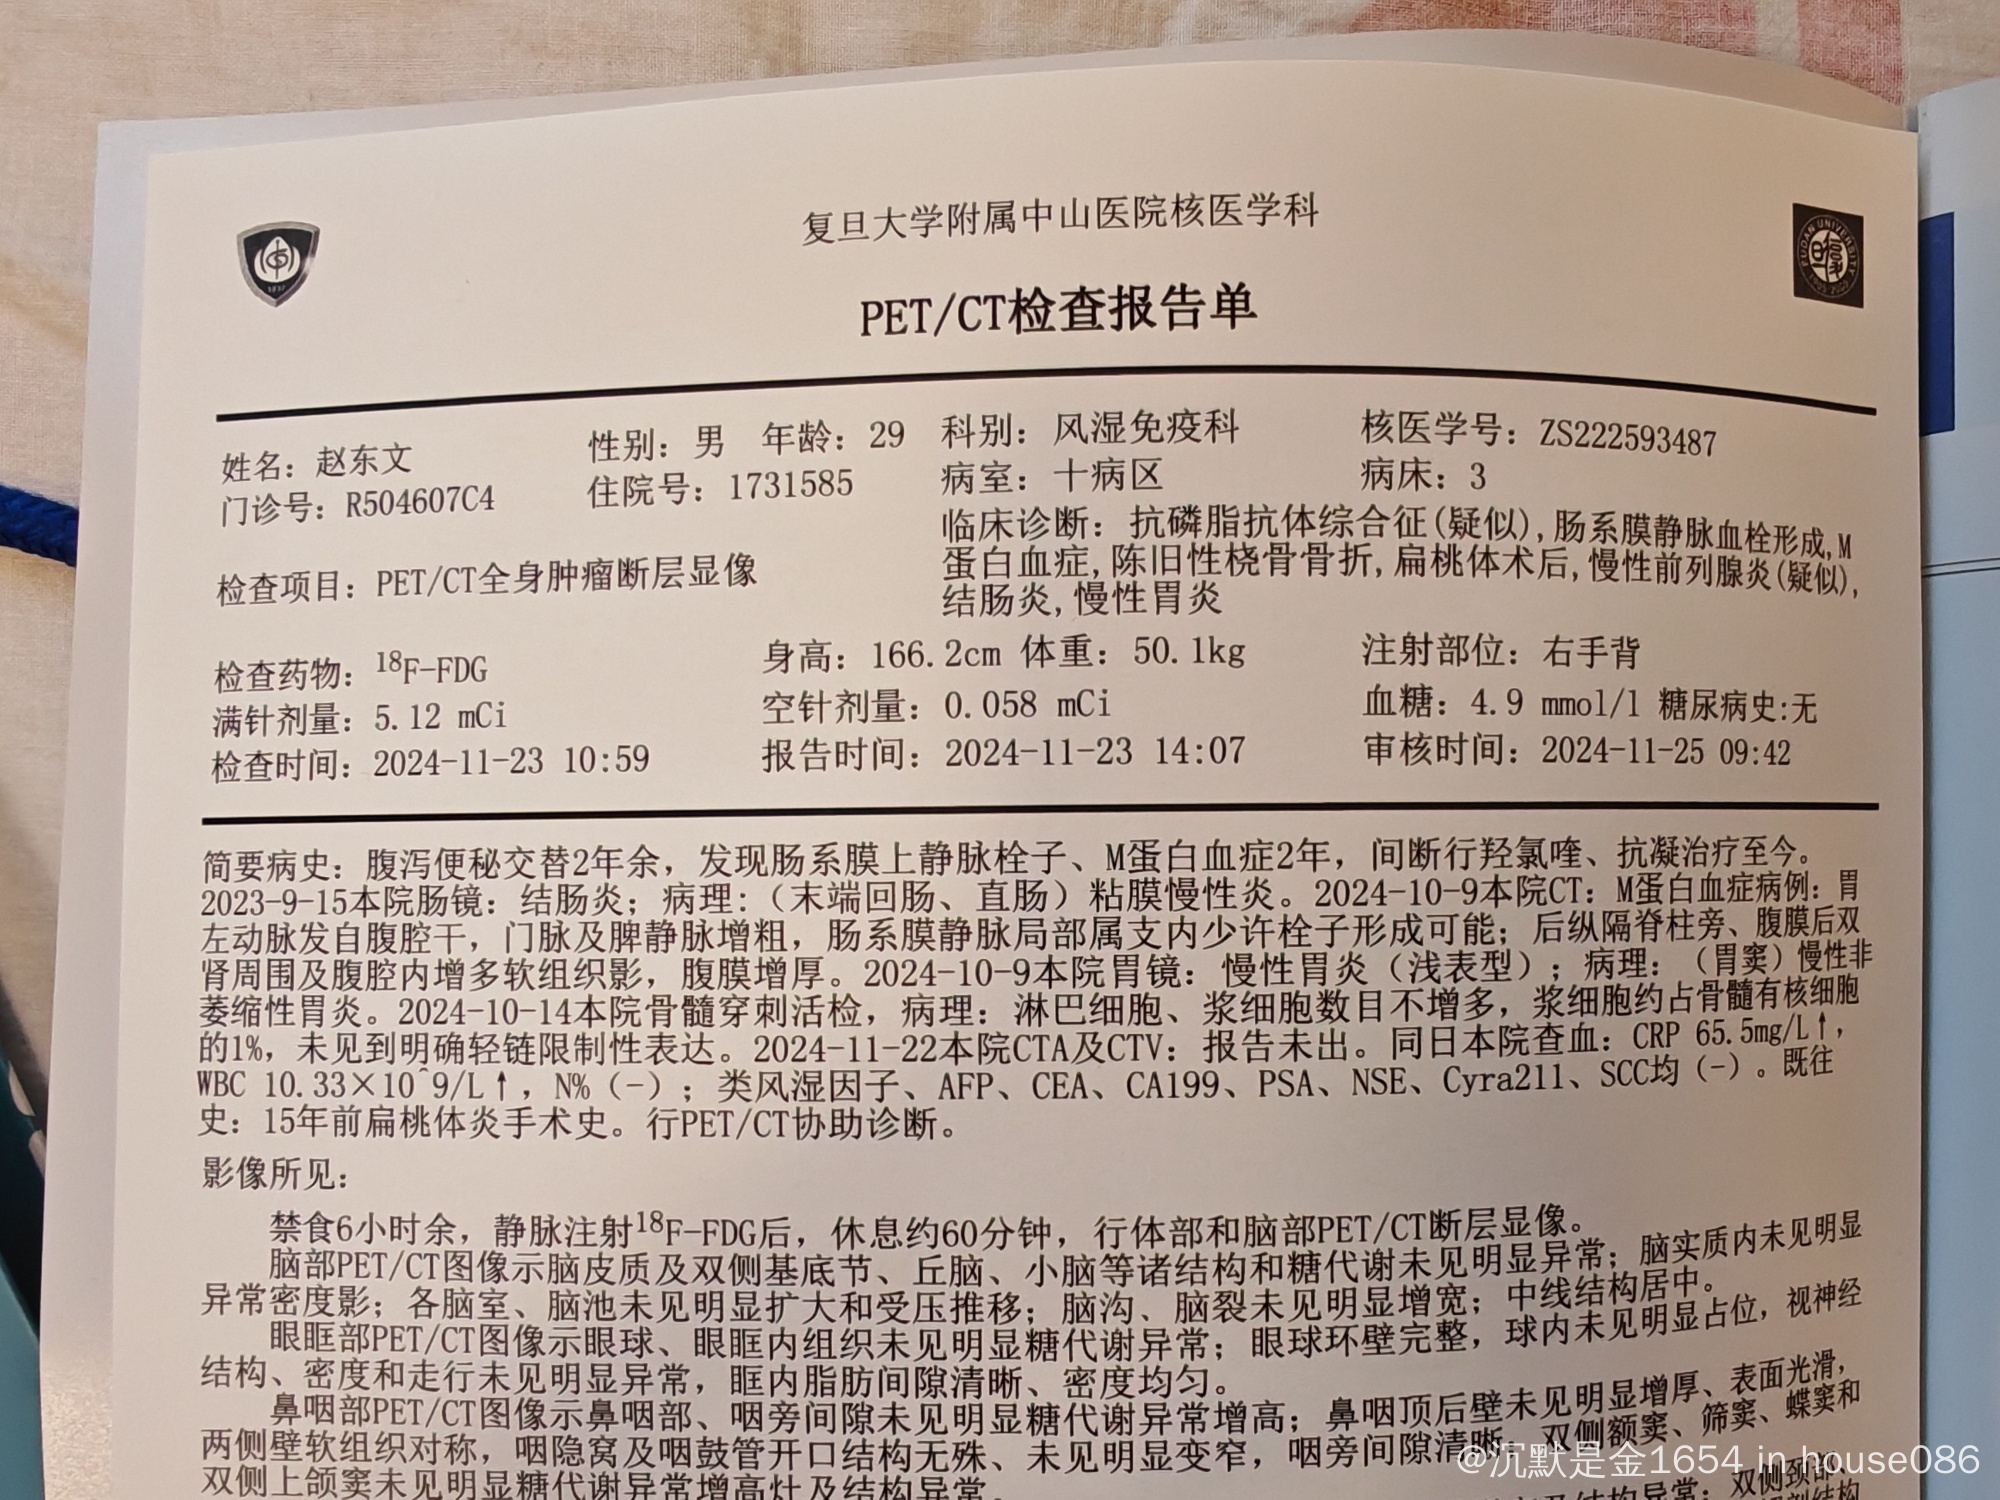 复旦大学附属中山医院核医学科
PET/CT检查报告单
姓名：赵东文 性别：男 年龄：29 科别：风湿免疫科 核医学号：ZS222593487
门诊号：R504607C4 住院号：1731585 病室：十病区 病床：3
检查项目：PET/CT全身肿瘤断层显像
临床诊断：抗磷脂抗体综合征(疑似),肠系膜静脉血栓形成,M
蛋白血症,陈旧性桡骨骨折,扁桃体术后,慢性前列腺炎(疑似),
结肠炎,慢性胃炎
检查药物：18F-FDG 身高：166.2cm 体重：50.1kg 注射部位：右手背
满针剂量：5.12 mCi 空针剂量：0.058 mCi 血糖：4.9 mmol/l 糖尿病史:无
检查时间：2024-11-23 10:59 报告时间：2024-11-23 14:07 审核时间：2024-11-25 09:42
简要病史：腹泻便秘交替2年余，发现肠系膜上静脉栓子、M蛋白血症2年，间断行羟氯喹、抗凝治疗至今。
2023-9-15本院肠镜：结肠炎；病理：（末端回肠、直肠）粘膜慢性炎。2024-10-9本院CT：M蛋白血症病例：胃
左动脉发自腹腔干，门脉及脾静脉增粗，肠系膜静脉局部属支内少许栓子形成可能；后纵隔脊柱旁、腹膜后双
肾周围及腹腔内增多软组织影，腹膜增厚。2024-10-9本院胃镜：慢性胃炎（浅表型）；病理：（胃窦）慢性非
萎缩性胃炎。2024-10-14本院骨髓穿刺活检，病理：淋巴细胞、浆细胞数目不增多，浆细胞约占骨髓有核细胞
的1%，未见到明确轻链限制性表达。2024-11-22本院CTA及CTV：报告未出。同日本院查血：CRP 65.5mg/L↑，
WBC 10.33×10^9/L↑，N%（-）；类风湿因子、AFP、CEA、CA199、PSA、NSE、Cyra211、SCC均（-）。既往
史：15年前扁桃体炎手术史。行PET/CT协助诊断。
影像所见：
禁食6小时余，静脉注射18F-FDG后，休息约60分钟，行体部和脑部PET/CT断层显像。
脑部PET/CT图像示脑皮质及双侧基底节、丘脑、小脑等诸结构和糖代谢未见明显异常；脑实质内未见明显
异常密度影；各脑室、脑池未见明显扩大和受压推移；脑沟、脑裂未见明显增宽；中线结构居中。
眼眶部PET/CT图像示眼球、眼眶内组织未见明显糖代谢异常；眼球环壁完整，球内未见明显占位，视神经
结构、密度和走行未见明显异常，眶内脂肪间隙清晰、密度均匀。
鼻咽部PET/CT图像示鼻咽部、咽旁间隙未见明显糖代谢异常增高；鼻咽顶后壁未见明显增厚、表面光滑，
两侧壁软组织对称，咽隐窝及咽鼓管开口结构无殊、未见明显变窄，咽旁间隙清晰。双侧额窦、筛窦、蝶窦和
双侧上颌窦未见明显糖代谢异常增高灶及结构异常。
双侧颈部、
@沉默是金1654 in house086